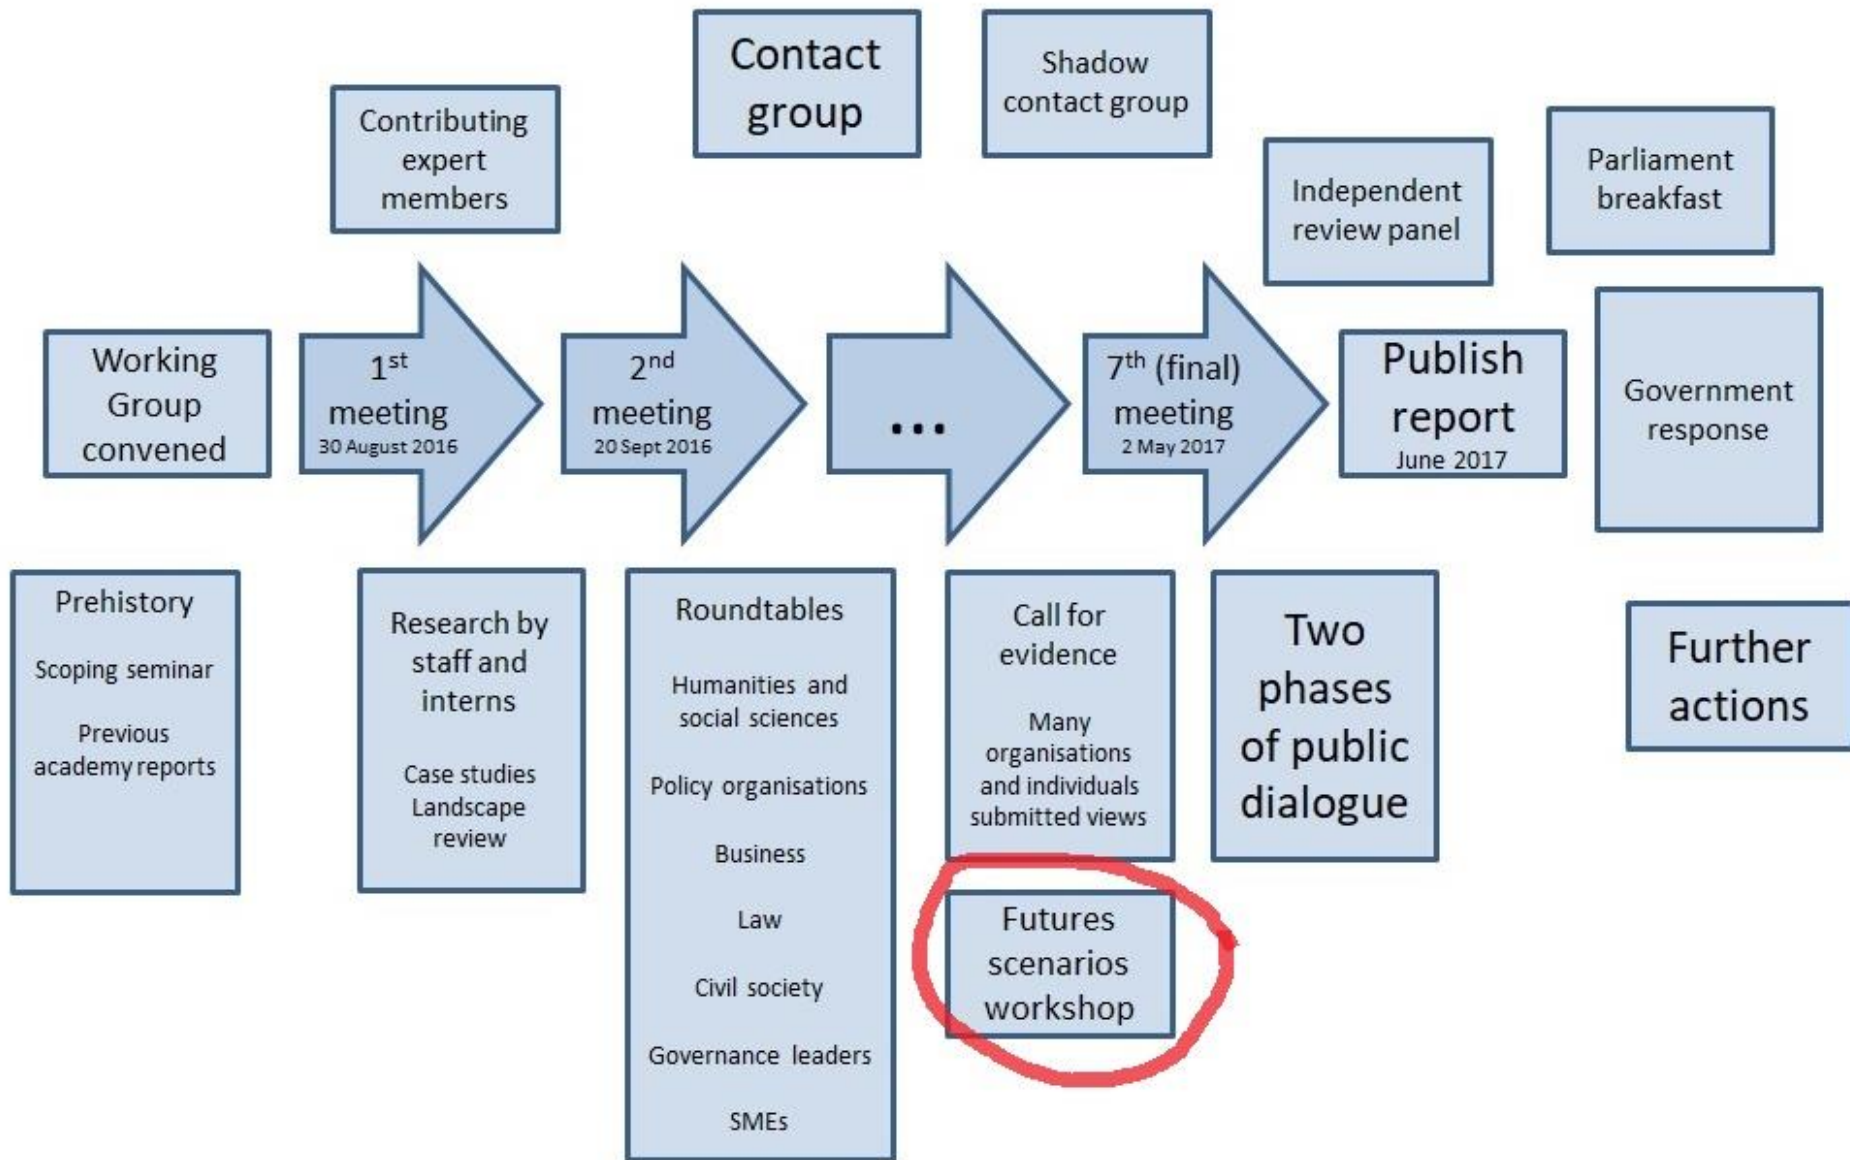 Contact
group
Shadow
contact group
Contributing
expert
members
Parliament
breakfast
Independent
review panel
Working
Group
convened
1st
meeting
30 August 2016
2nd
meeting
20 Sept 2016
...
7th (final)
meeting
2 May 2017
Publish
report
June 2017
Government
response
Prehistory
Scoping seminar
Previous
academy reports
Research by
staff and
interns
Case studies
Landscape
review
Roundtables
Humanities and
social sciences
Policy organisations
Business
Law
Civil society
Governance leaders
SMEs
Call for
evidence
Many
organisations
and individuals
submitted views
Futures
scenarios
workshop
Two
phases
of public
dialogue
Further
actions